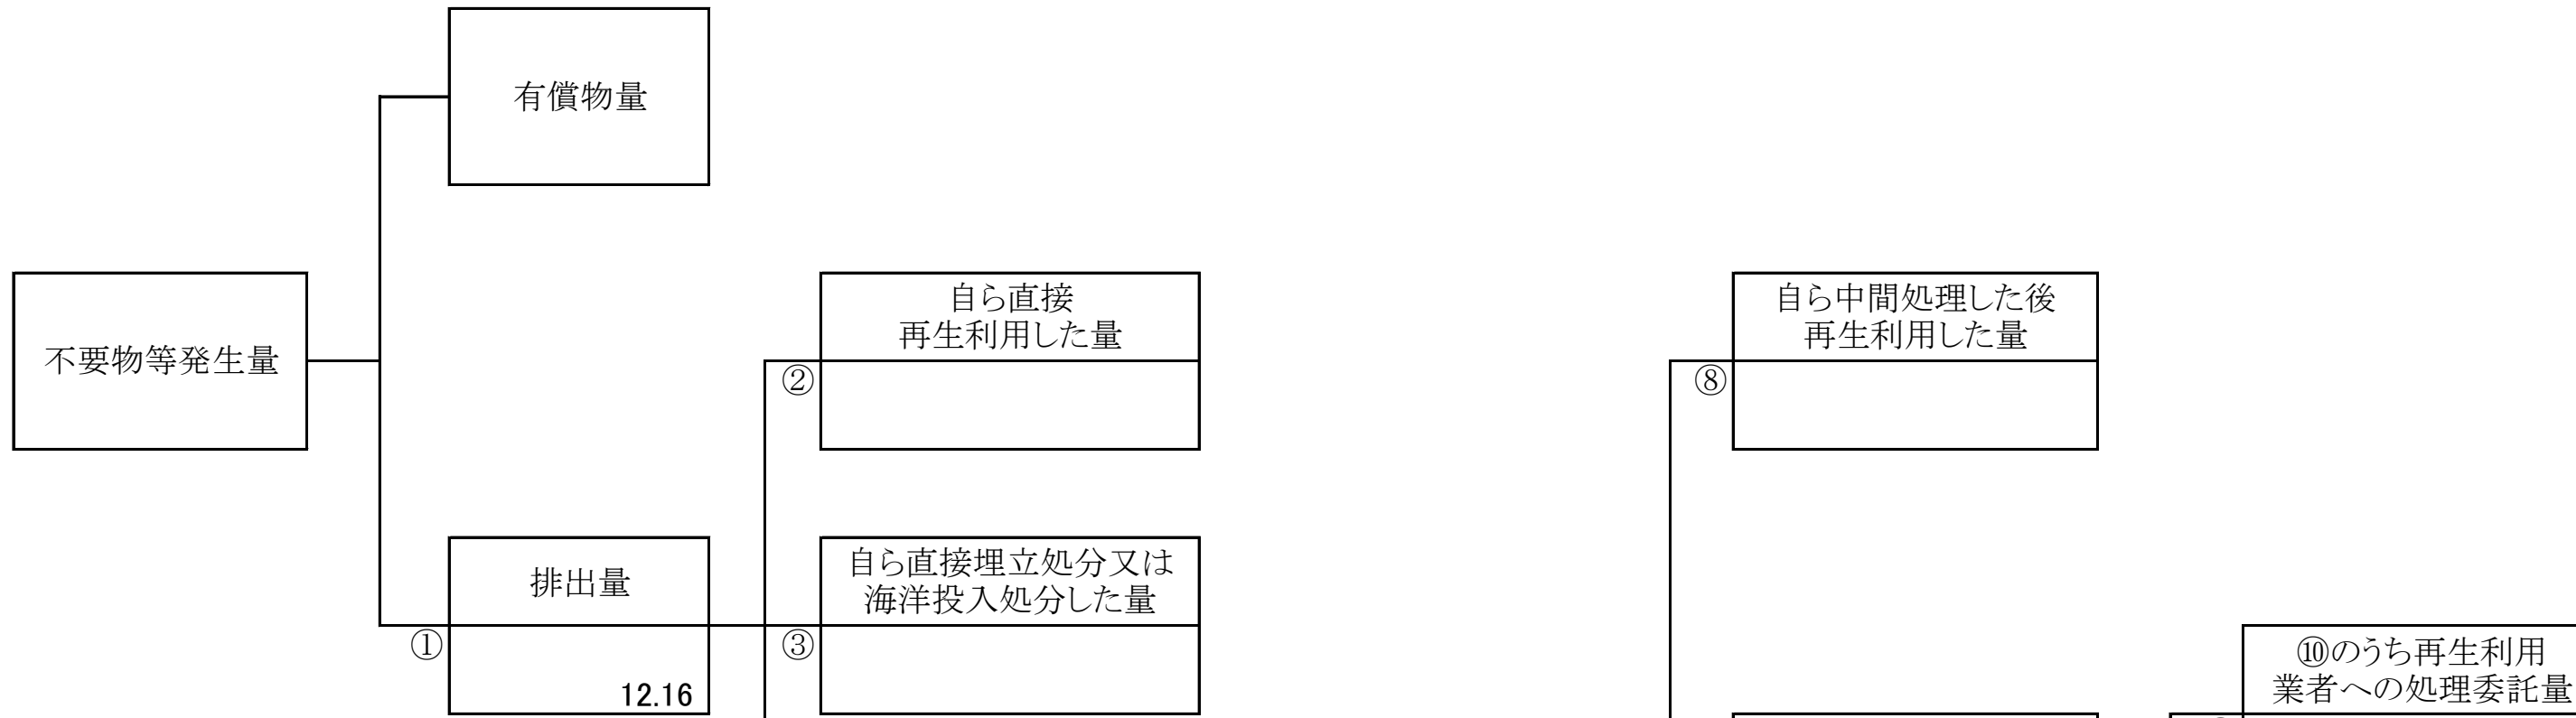 有償物量
不要物等発生量
自ら直接
再生利用した量
②
自ら中間処理した後
再生利用した量
⑧
排出量
①
12.16
自ら直接埋立処分又は
海洋投入処分した量
③
⑩のうち再生利用
業者への処理委託量